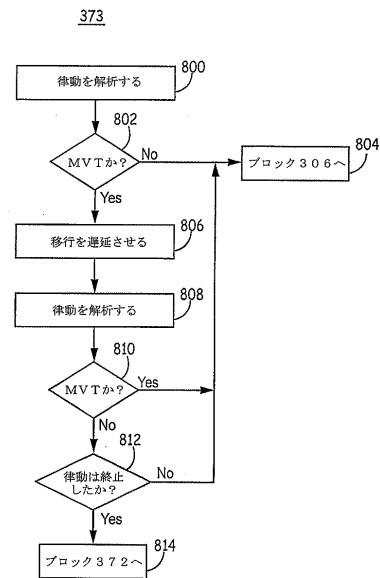 373
律動を解析する
800
802
MVTか?
No
Yes
ブロック306へ
804
移行を遅延させる
806
律動を解析する
808
810
MVTか?
Yes
No
812
律動は終止
したか?
No
Yes
ブロック372へ
814